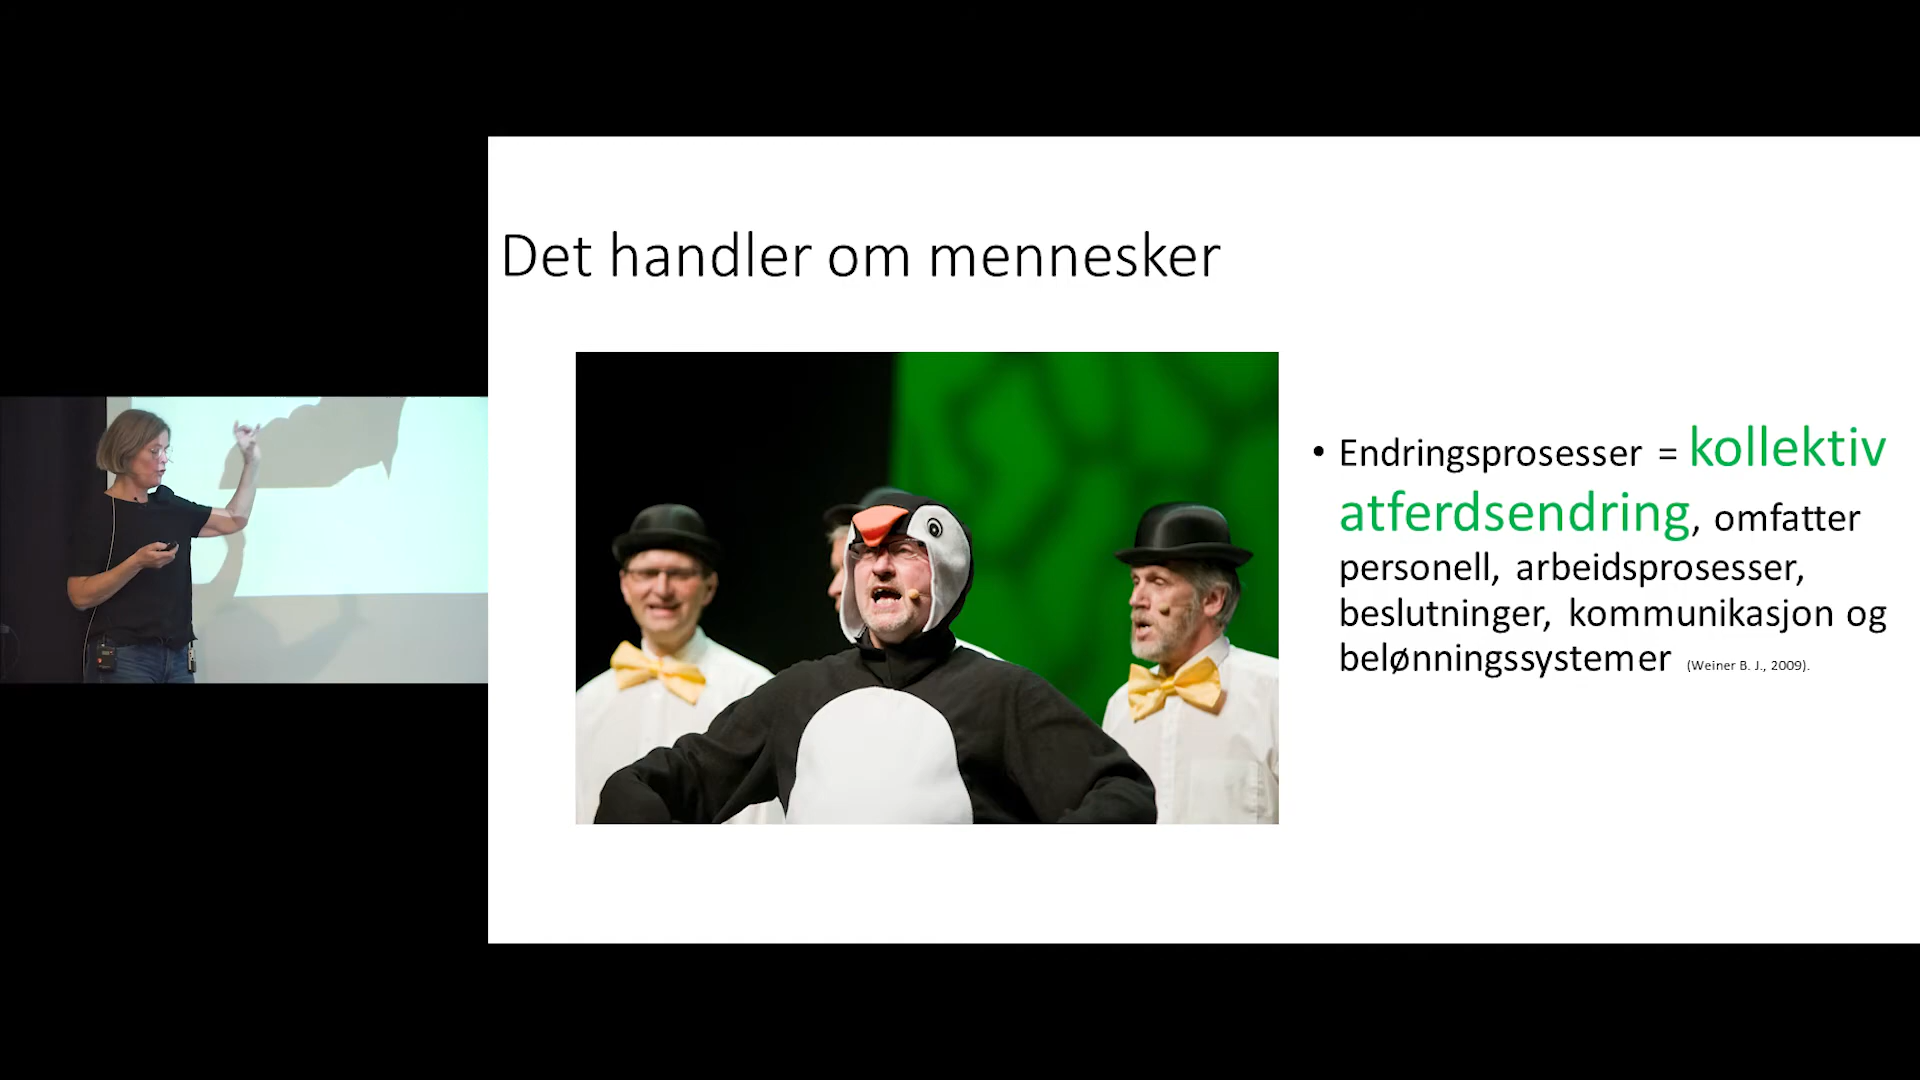 Det handler om mennesker
• Endringsprosesser = kollektiv
atferdsendring, omfatter
personell, arbeidsprosesser,
beslutninger, kommunikasjon og
belønningssystemer (Weiner B. J., 2009).